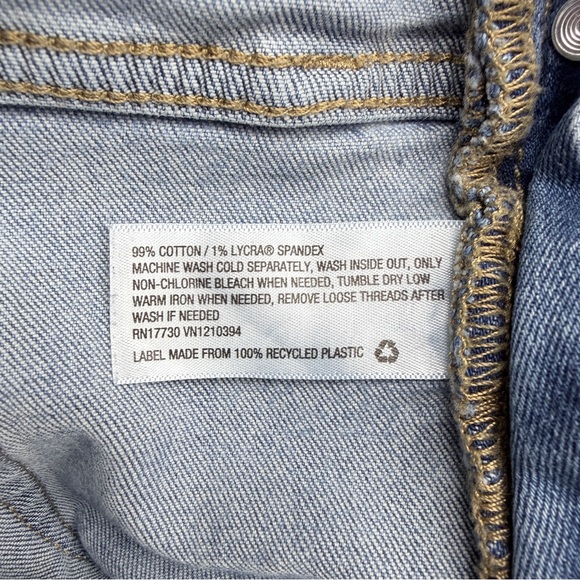 99% COTTON / 1% LYCRA® SPANDEX
MACHINE WASH COLD SEPARATELY, WASH INSIDE OUT, ONLY
NON-CHLORINE BLEACH WHEN NEEDED, TUMBLE DRY LOW
WARM IRON WHEN NEEDED, REMOVE LOOSE THREADS AFTER
WASH IF NEEDED
RN17730 VN1210394
LABEL MADE FROM 100% RECYCLED PLASTIC